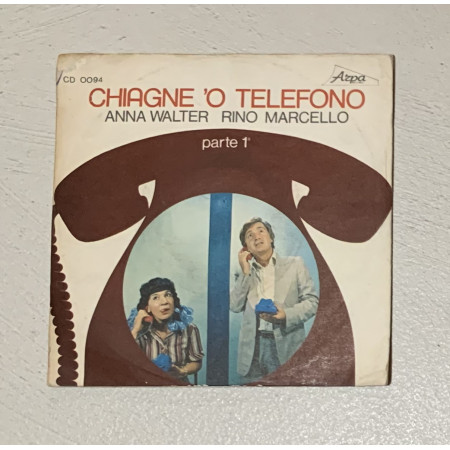 CD 0094
Arpa
CHIAGNE 'O TELEFONO
ANNA WALTER RINO MARCELLO
parte 1ª